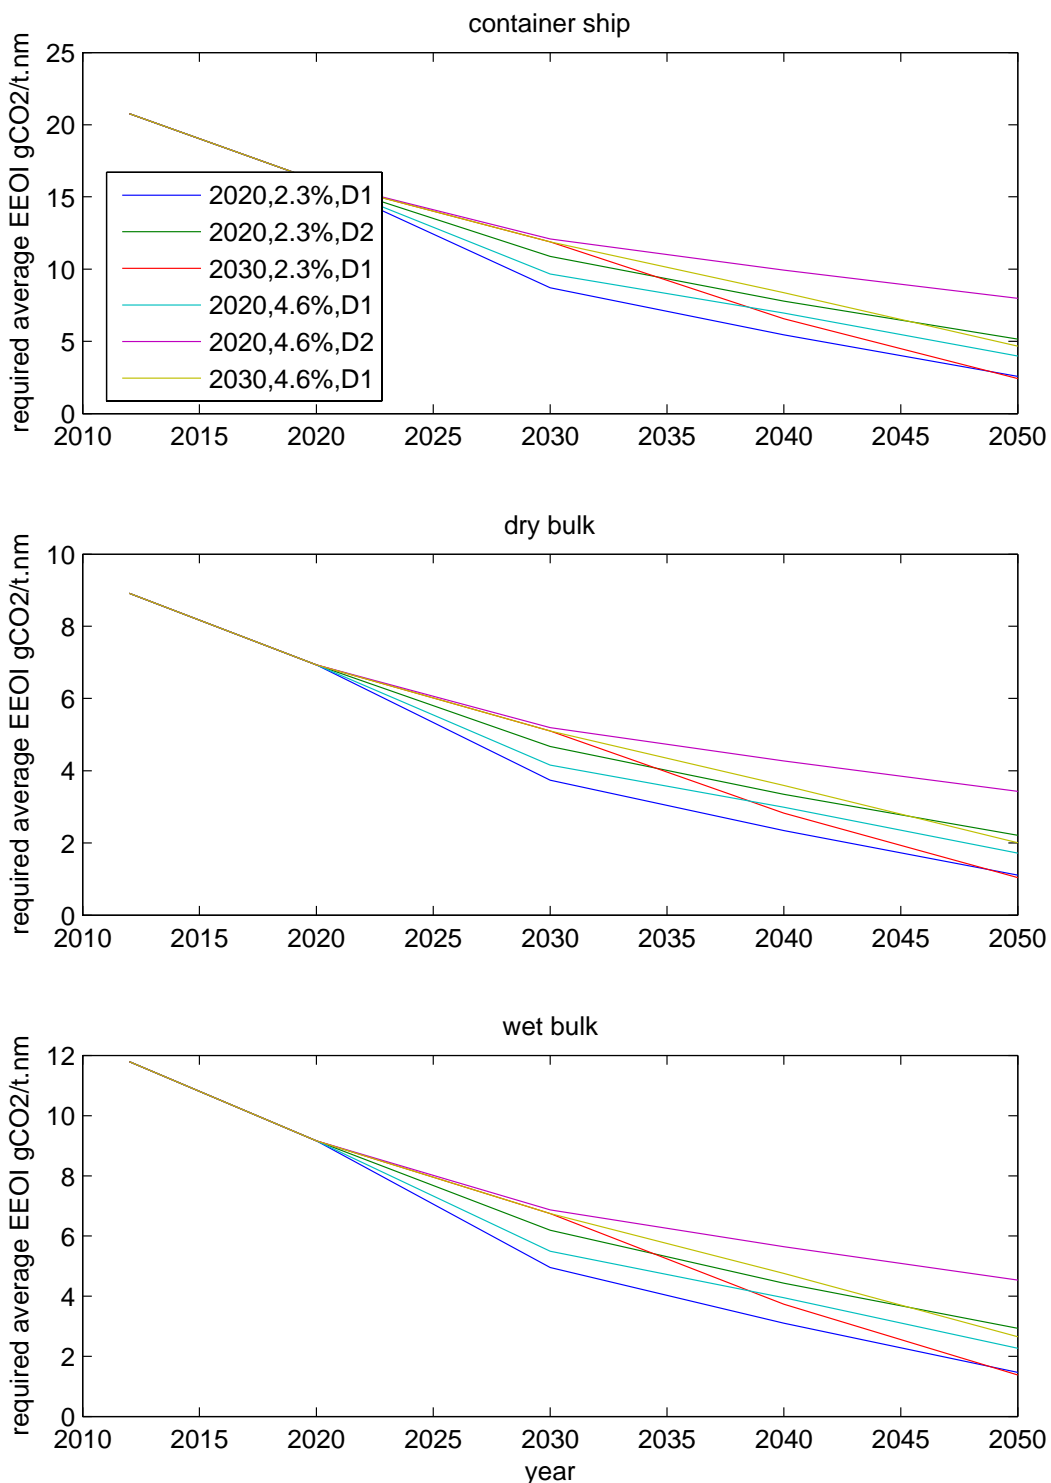 container ship
required average EEOI gCO2/t.nm
25
20
15
10
5
0
2020,2.3%,D1
2020,2.3%,D2
2030,2.3%,D1
2020,4.6%,D1
2020,4.6%,D2
2030,4.6%,D1
2010 2015 2020 2025 2030 2035 2040 2045 2050
dry bulk
required average EEOI gCO2/t.nm
10
8
6
4
2
0
2010 2015 2020 2025 2030 2035 2040 2045 2050
wet bulk
required average EEOI gCO2/t.nm
12
10
8
6
4
2
0
2010 2015 2020 2025 2030 2035 2040 2045 2050
year